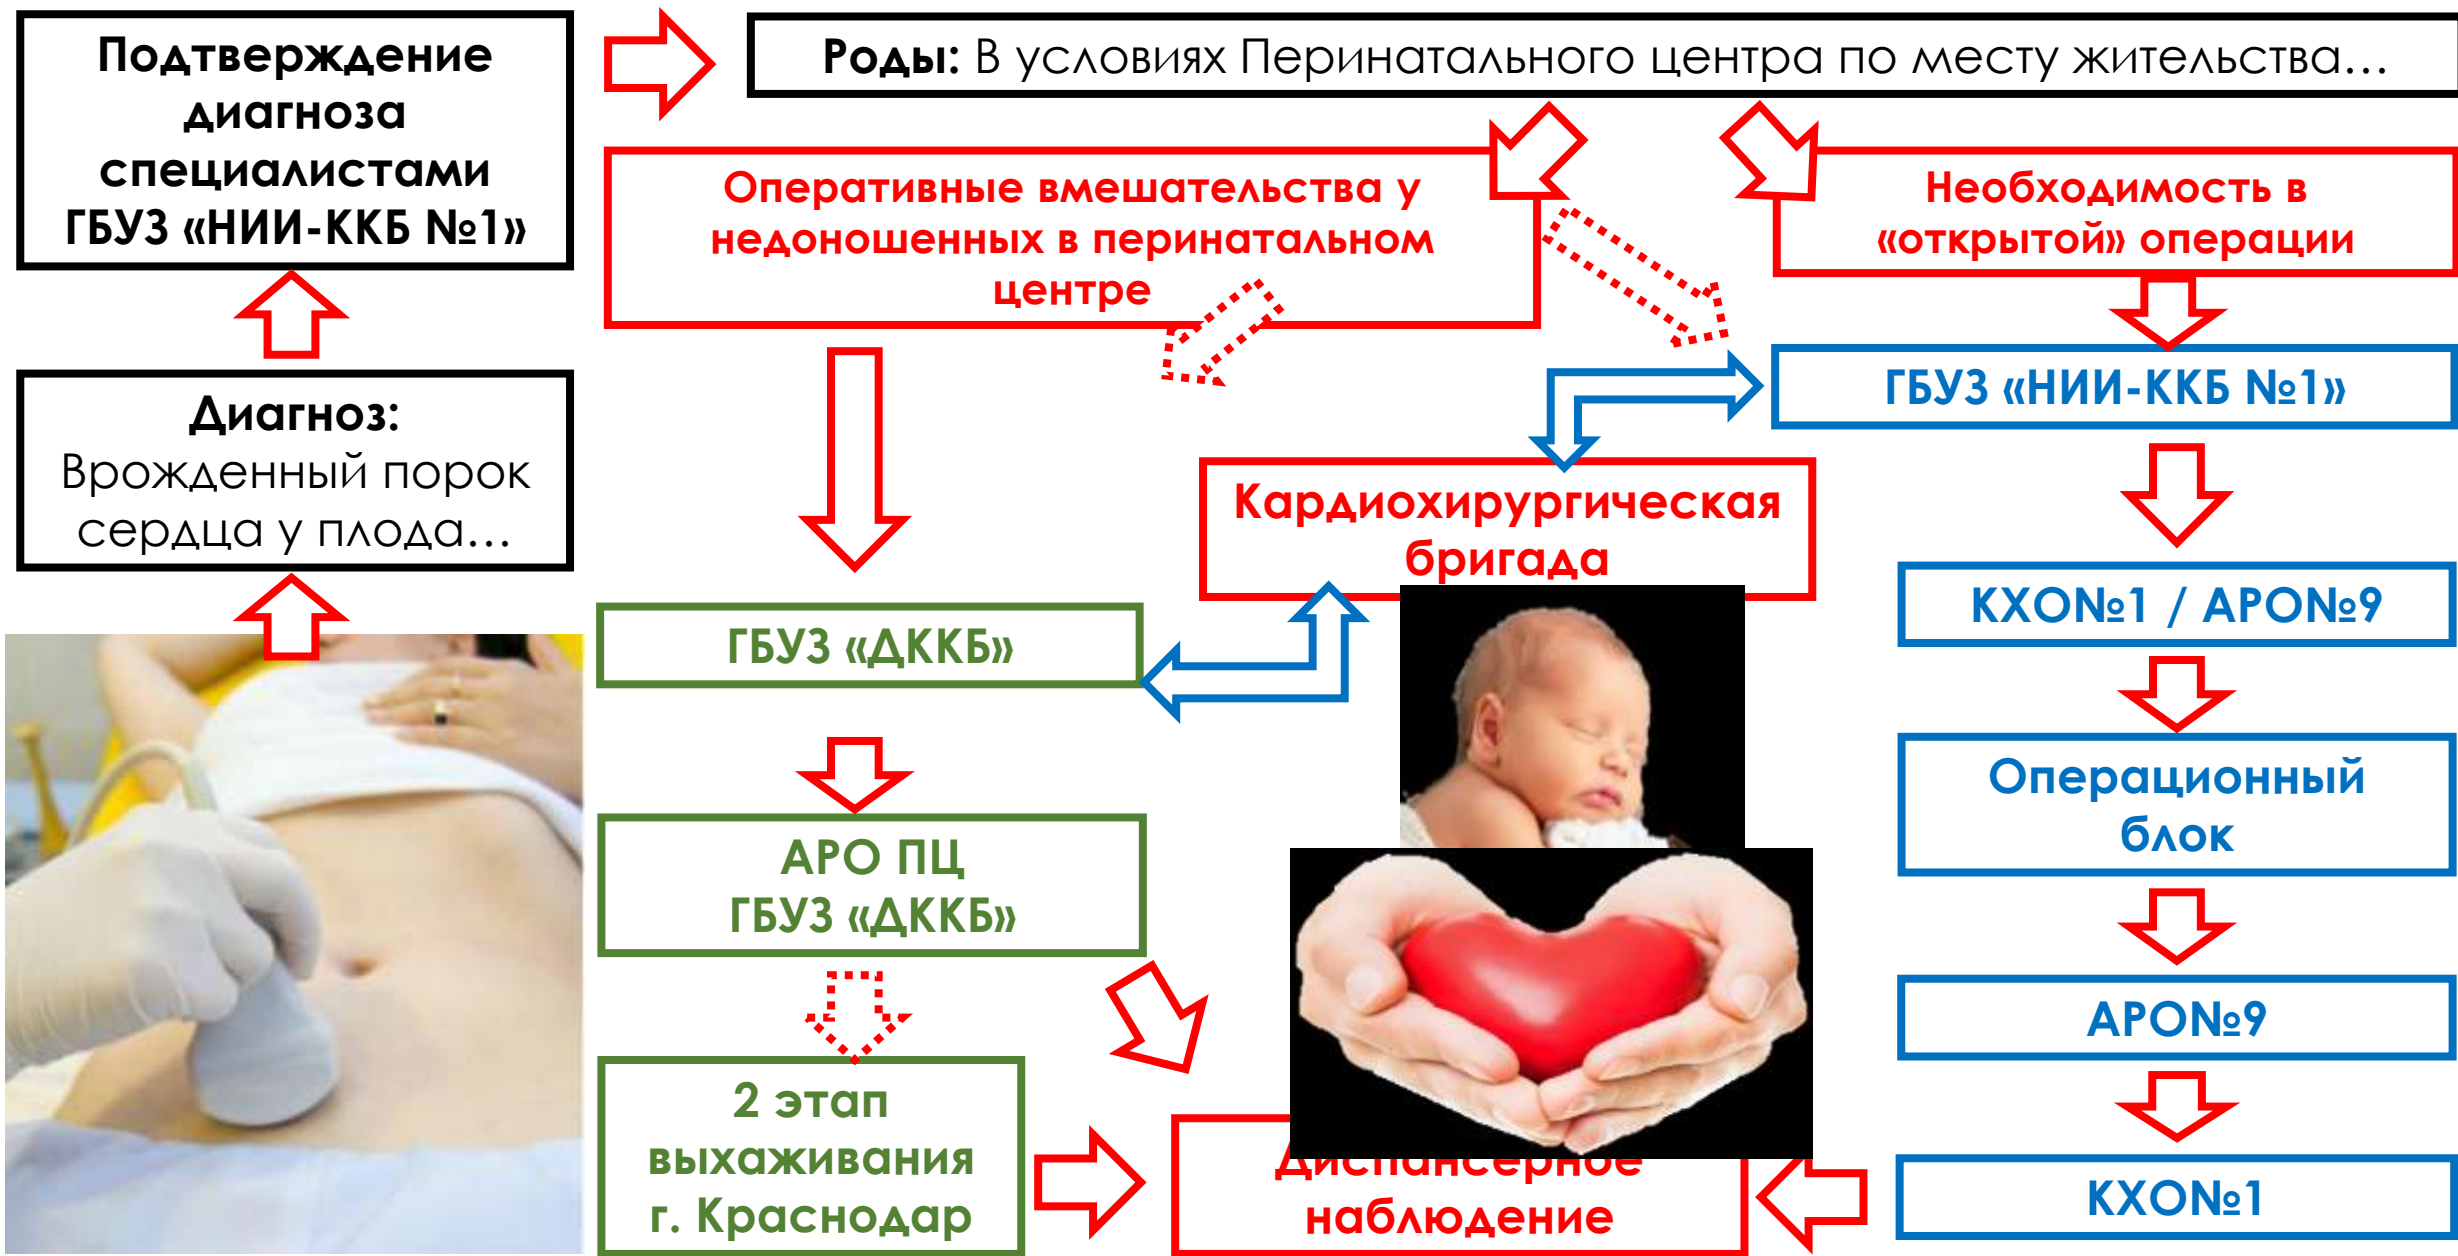 Подтверждение
диагноза
специалистами
ГБУЗ «НИИ-ККБ №1»
Роды: В условиях Перинатального центра по месту жительства...
Оперативные вмешательства у
недоношенных в перинатальном
центре
Необходимость в
«открытой» операции
Диагноз:
Врожденный порок
сердца у плода...
ГБУЗ «НИИ-ККБ №1»
Кардиохирургическая
бригада
ГБУЗ «ДККБ»
КХО№1 / АРО№9
Операционный
блок
АРО ПЦ
ГБУЗ «ДККБ»
АРО№9
2 этап
выхаживания
г. Краснодар
Диспансерное
наблюдение
КХО№1